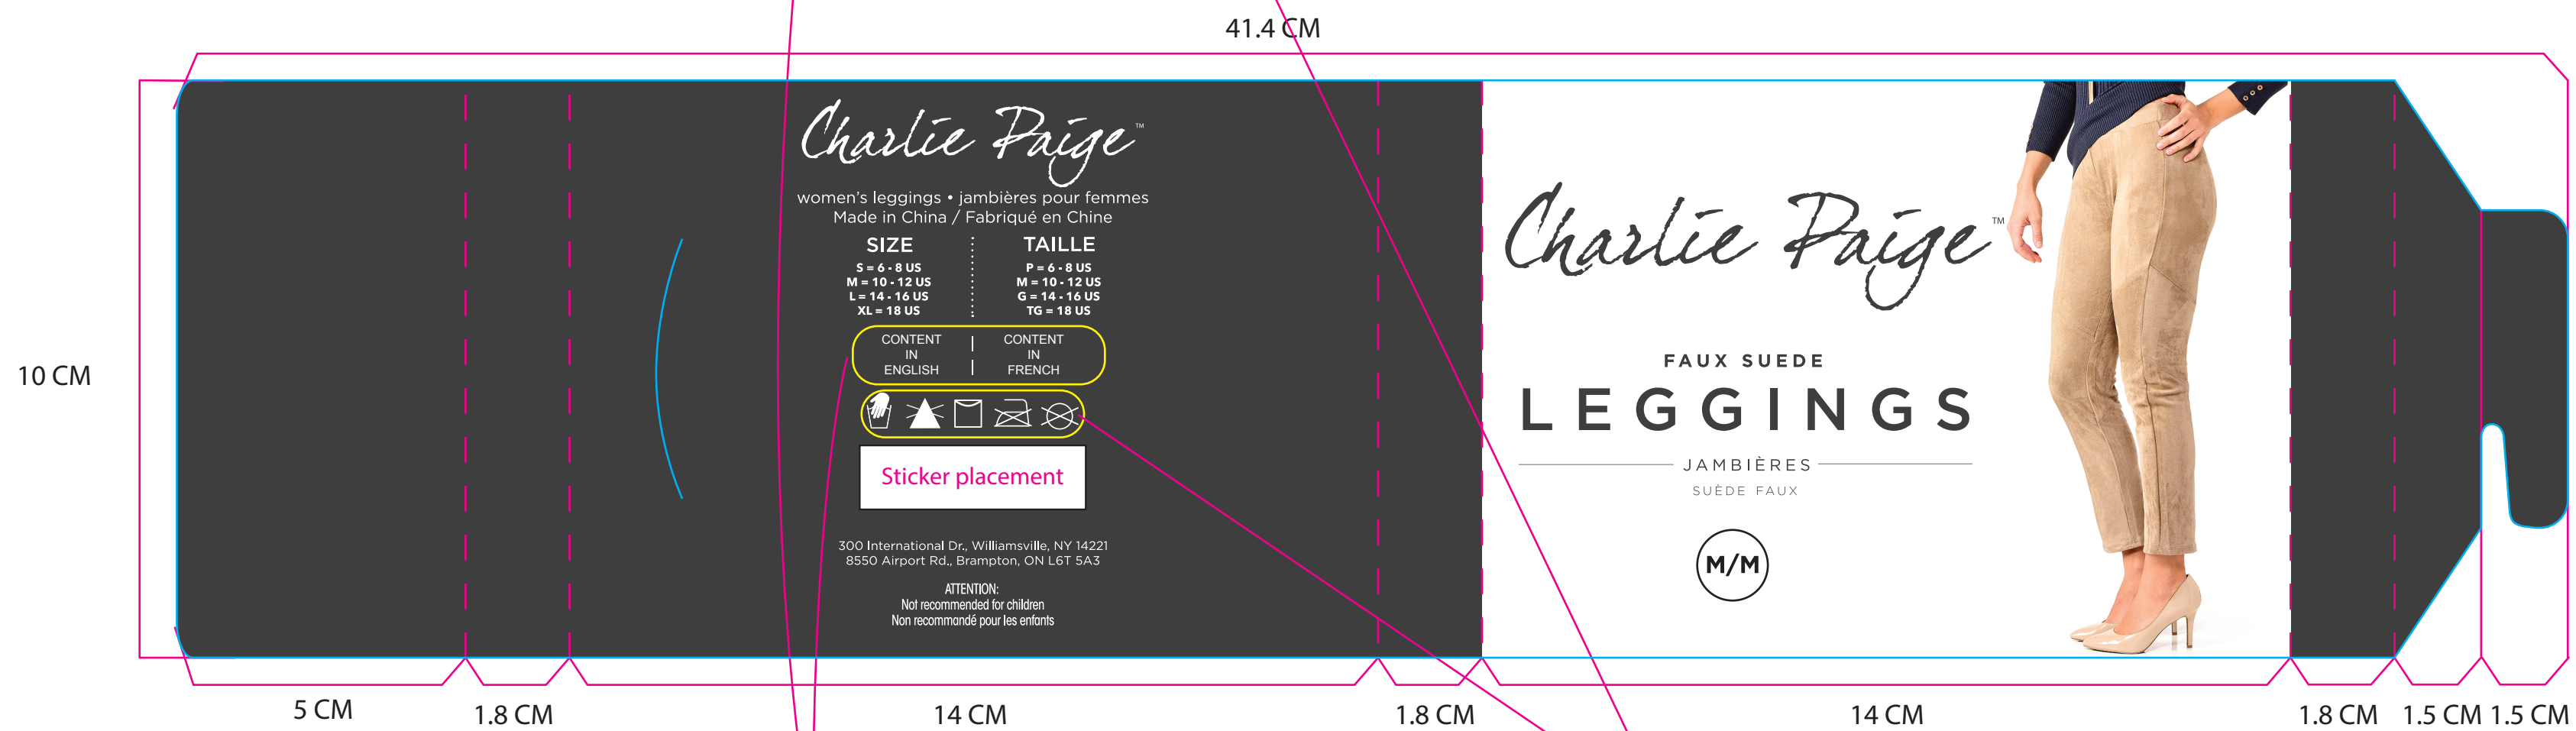 41.4 CM
10 CM
Charlie Paige™
women's leggings • jambières pour femmes
Made in China / Fabriqué en Chine
SIZE
S = 6 - 8 US
M = 10 - 12 US
L = 14 - 16 US
XL = 18 US
TAILLE
P = 6 - 8 US
M = 10 - 12 US
G = 14 - 16 US
TG = 18 US
CONTENT
IN
ENGLISH
CONTENT
IN
FRENCH
Sticker placement
300 International Dr., Williamsville, NY 14221
8550 Airport Rd., Brampton, ON L6T 5A3
ATTENTION:
Not recommended for children
Non recommandé pour les enfants
Charlie Paige™
FAUX SUEDE
LEGGINGS
JAMBIÈRES
SUÈDE FAUX
M/M
5 CM
1.8 CM
14 CM
1.8 CM
14 CM
1.8 CM
1.5 CM
1.5 CM